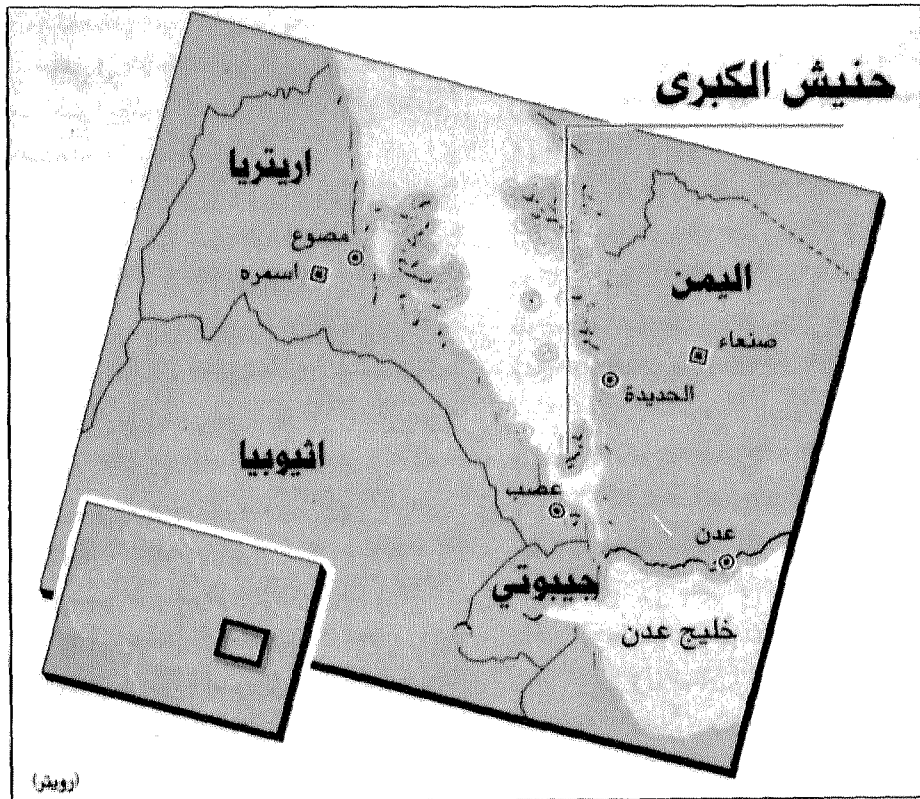 حنيش الكبرى
اريتريا
مصوع
اسمره
اليمن
صنعاء
الحديدة
اثيوبيا
عصب
عدن
جيبوتي
خليج عدن
(رويتر)